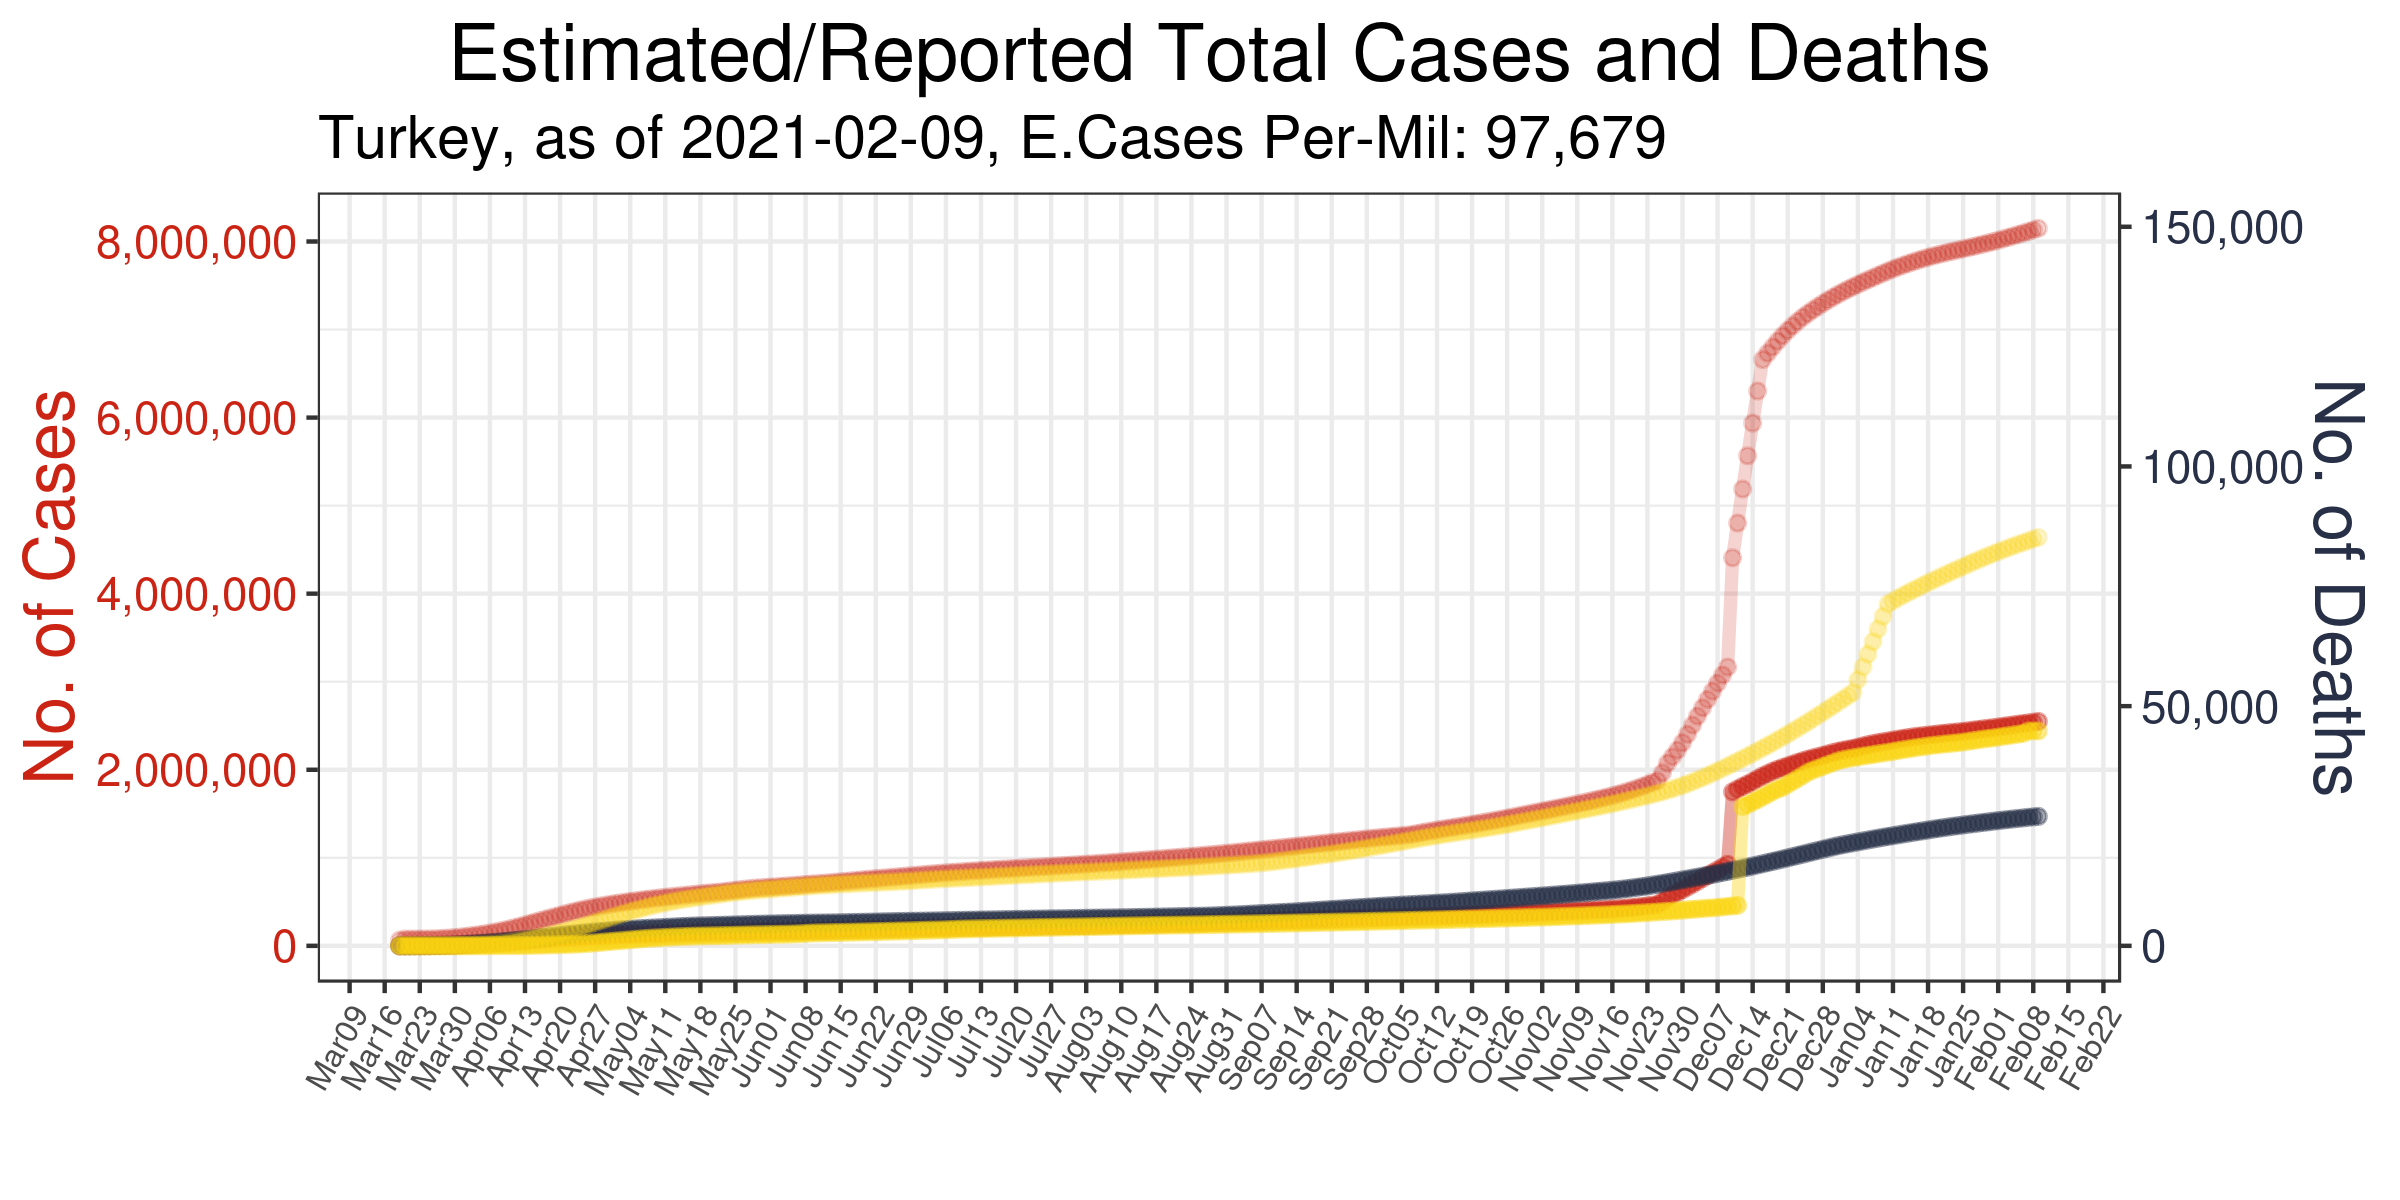 Estimated/Reported Total Cases and Deaths
Turkey, as of 2021-02-09, E.Cases Per-Mil: 97,679
No. of Cases
8,000,000
6,000,000
4,000,000
2,000,000
0
150,000
100,000
50,000
0
No. of Deaths
Mar09
Mar16
Mar23
Mar30
Apr06
Apr13
Apr20
Apr27
May04
May11
May18
May25
Jun01
Jun08
Jun15
Jun22
Jun29
Jul06
Jul13
Jul20
Jul27
Aug03
Aug10
Aug17
Aug24
Aug31
Sep07
Sep14
Sep21
Sep28
Oct05
Oct12
Oct19
Oct26
Nov02
Nov09
Nov16
Nov23
Nov30
Dec07
Dec14
Dec21
Dec28
Jan04
Jan11
Jan18
Jan25
Feb01
Feb08
Feb15
Feb22